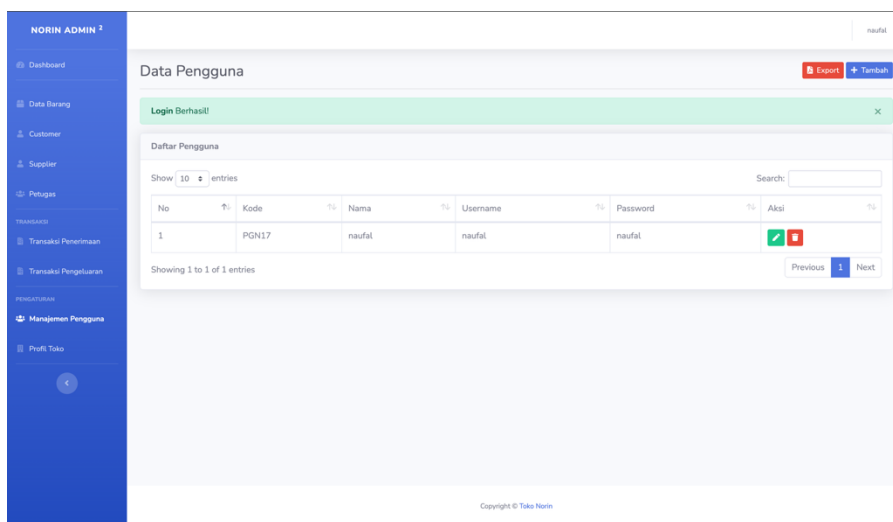 NORIN ADMIN 2
naufal
Dashboard
Data Barang
Customer
Supplier
Petugas
TRANSAKSI
Transaksi Penerimaan
Transaksi Pengeluaran
PENGATURAN
Manajemen Pengguna
Profil Toko
Data Pengguna
Export
+ Tambah
Login Berhasil!
×
Daftar Pengguna
Show 10 entries
Search:
No Kode Nama Username Password Aksi
1 PGN17 naufal naufal naufal
Showing 1 to 1 of 1 entries
Previous 1 Next
Copyright © Toko Norin